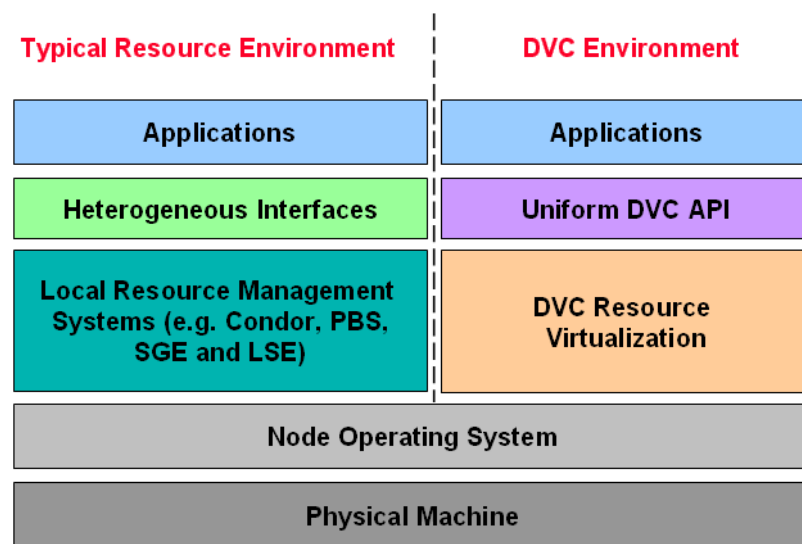 Typical Resource Environment
DVC Environment
Applications
Applications
Heterogeneous Interfaces
Uniform DVC API
Local Resource Management
Systems (e.g. Condor, PBS,
SGE and LSE)
DVC Resource
Virtualization
Node Operating System
Physical Machine